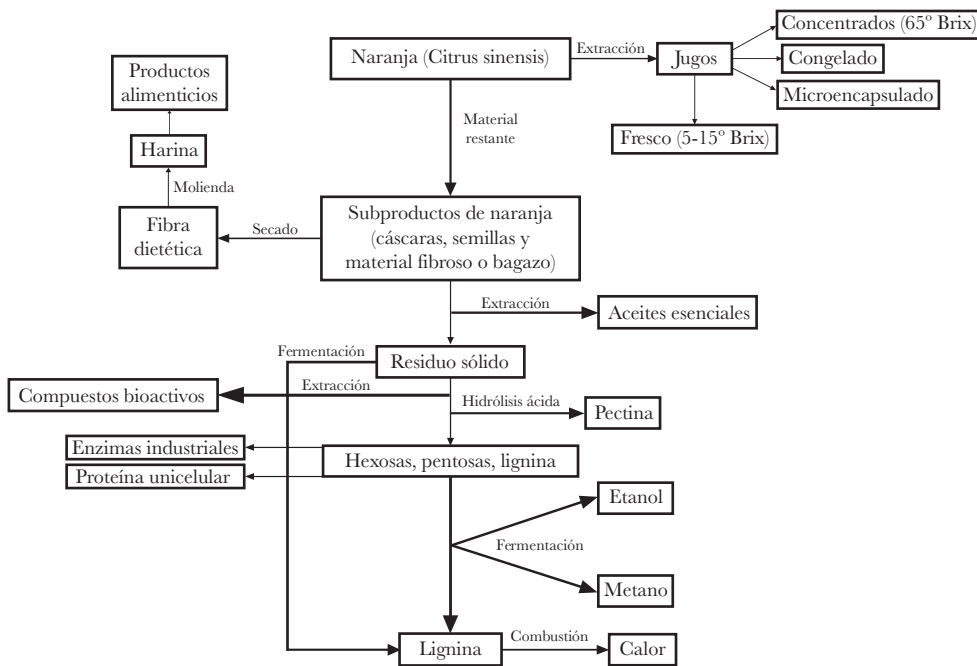 Concentrados (65º Brix)
Naranja (Citrus sinensis)
Extracción
Jugos
Congelado
Microencapsulado
Fresco (5-15º Brix)
Productos
alimenticios
Harina
Molienda
Fibra
dietética
Secado
Material
restante
Subproductos de naranja
(cáscaras, semillas y
material fibroso o bagazo)
Extracción
Aceites esenciales
Fermentación
Residuo sólido
Extracción
Compuestos bioactivos
Hidrólisis ácida
Pectina
Enzimas industriales
Proteína unicelular
Hexosas, pentosas, lignina
Etanol
Fermentación
Metano
Lignina
Combustión
Calor